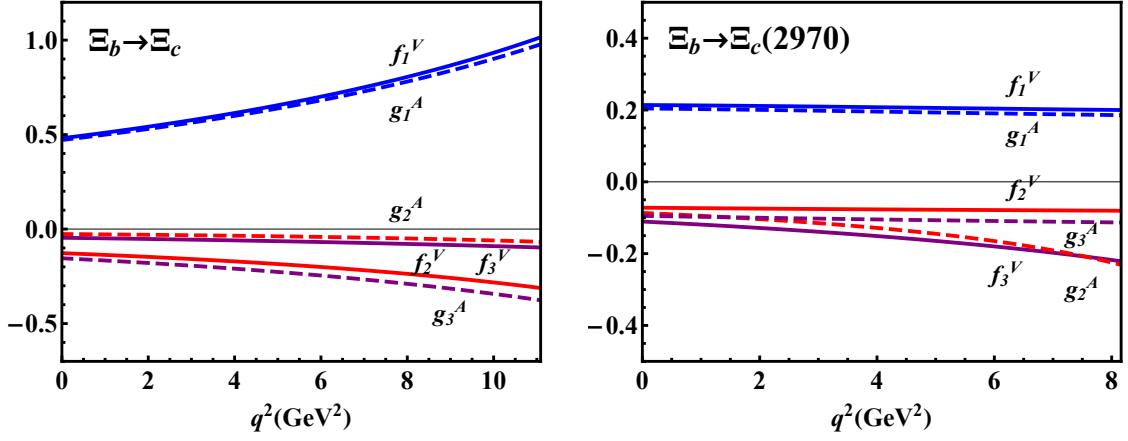 Ξb→Ξc
f1V
g1A
g2A
f2V
f3V
g3A
1.0
0.5
0.0
−0.5
0
2
4
6
8
10
q2(GeV2)
Ξb→Ξc(2970)
f1V
g1A
f2V
g3A
f3V
g2A
0.4
0.2
0.0
−0.2
−0.4
0
2
4
6
8
q2(GeV2)